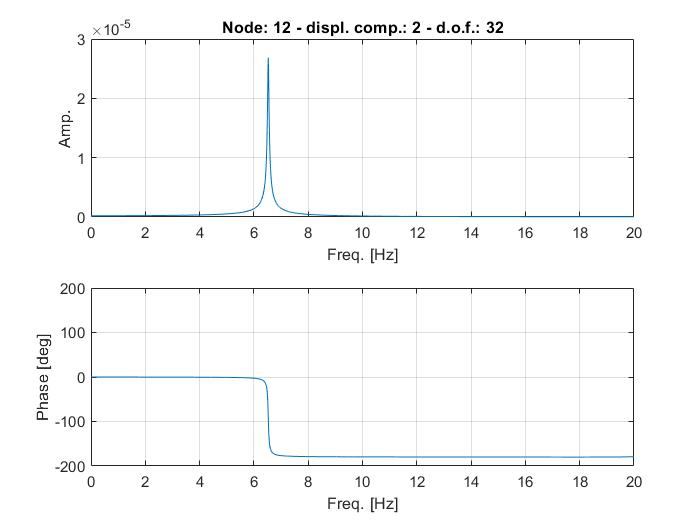 ×10-5
Node: 12 - displ. comp.: 2 - d.o.f.: 32
3
2
1
0
Amp.
0 2 4 6 8 10 12 14 16 18 20
Freq. [Hz]
200
100
0
-100
-200
Phase [deg]
0 2 4 6 8 10 12 14 16 18 20
Freq. [Hz]